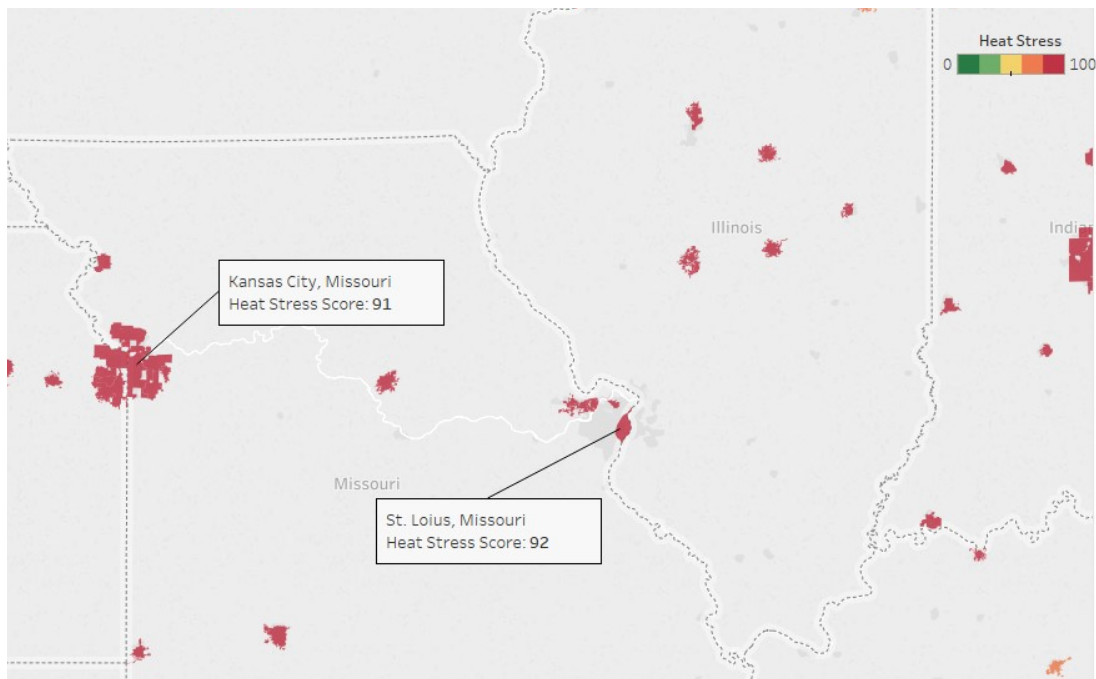 Heat Stress
0 100
Illinois
India
Kansas City, Missouri
Heat Stress Score: 91
Missouri
St. Loius, Missouri
Heat Stress Score: 92